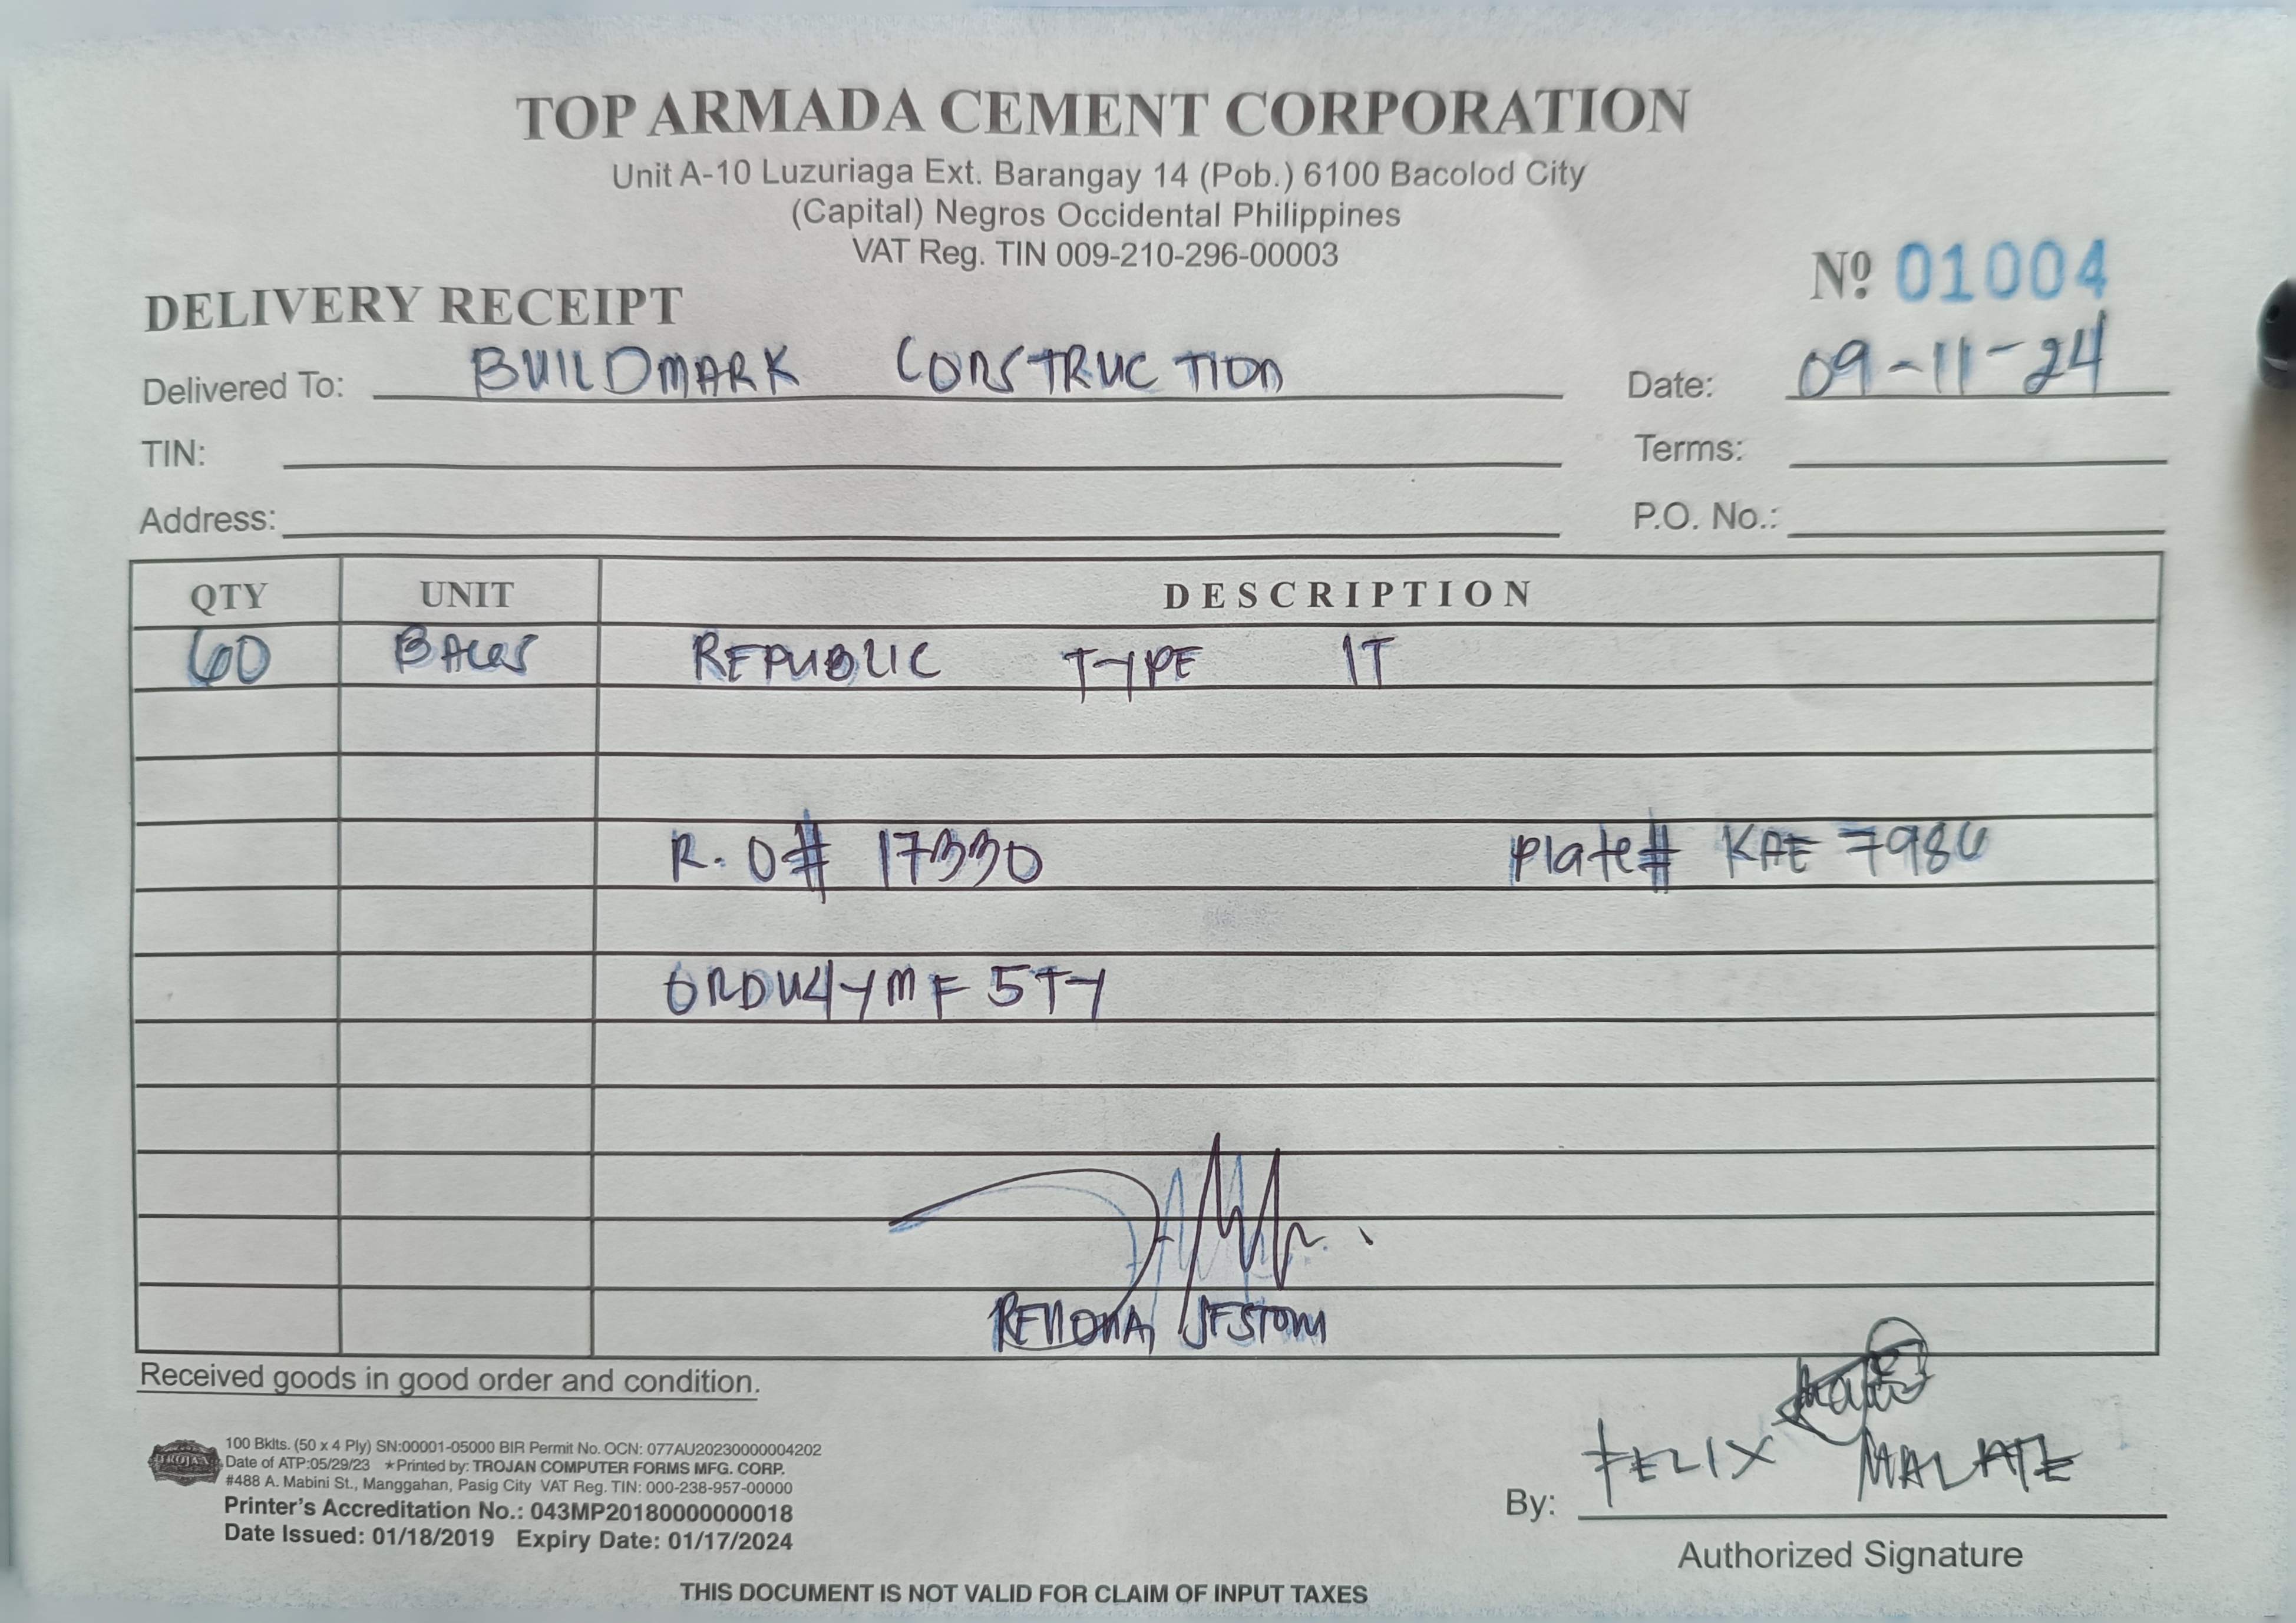 TOP ARMADA CEMENT CORPORATION
Unit A-10 Luzuriaga Ext. Barangay 14 (Pob.) 6100 Bacolod City
(Capital) Negros Occidental Philippines
VAT Reg. TIN 009-210-296-00003
Nº 01004
DELIVERY RECEIPT
Delivered To: BUILDMARK CONSTRUCTION Date: 09-11-24
TIN: Terms:
Address: P.O. No.:
QTY UNIT DESCRIPTION
60 BAGS REPUBLIC TYPE 1T
R.O# 17330 Plate# KAE 7986
ORDU4YMF5TY
JESTONI
Received goods in good order and condition.
TROJAN
100 Bklts. (50 x 4 Ply) SN:00001-05000 BIR Permit No. OCN: 077AU20230000004202
Date of ATP:05/29/23 ★Printed by: TROJAN COMPUTER FORMS MFG. CORP.
#488 A. Mabini St., Manggahan, Pasig City VAT Reg. TIN: 000-238-957-00000
Printer's Accreditation No.: 043MP20180000000018
Date Issued: 01/18/2019 Expiry Date: 01/17/2024
By: FELIX MALATE
Authorized Signature
THIS DOCUMENT IS NOT VALID FOR CLAIM OF INPUT TAXES